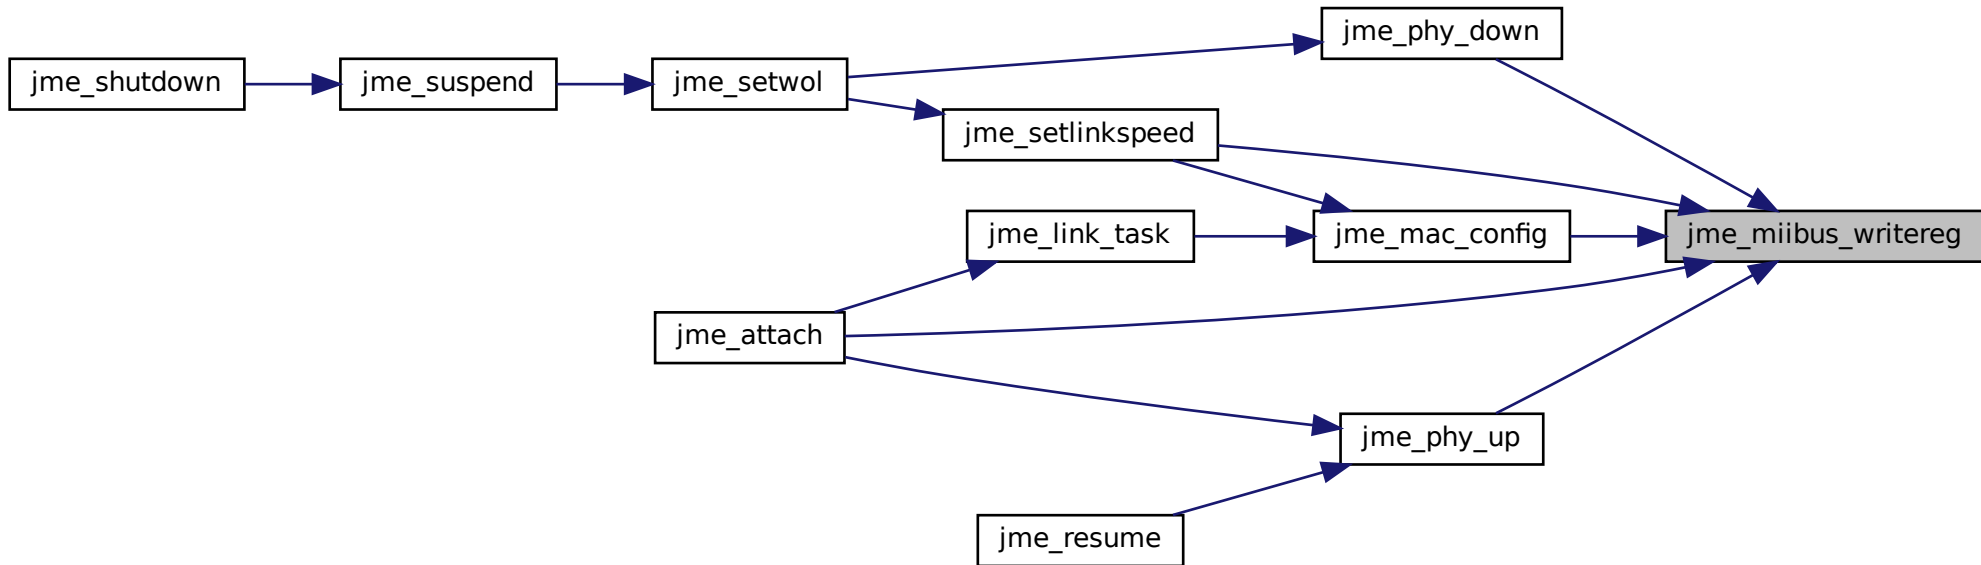 jme_phy_down
jme_shutdown
jme_suspend
jme_setwol
jme_setlinkspeed
jme_link_task
jme_mac_config
jme_miibus_writereg
jme_attach
jme_phy_up
jme_resume